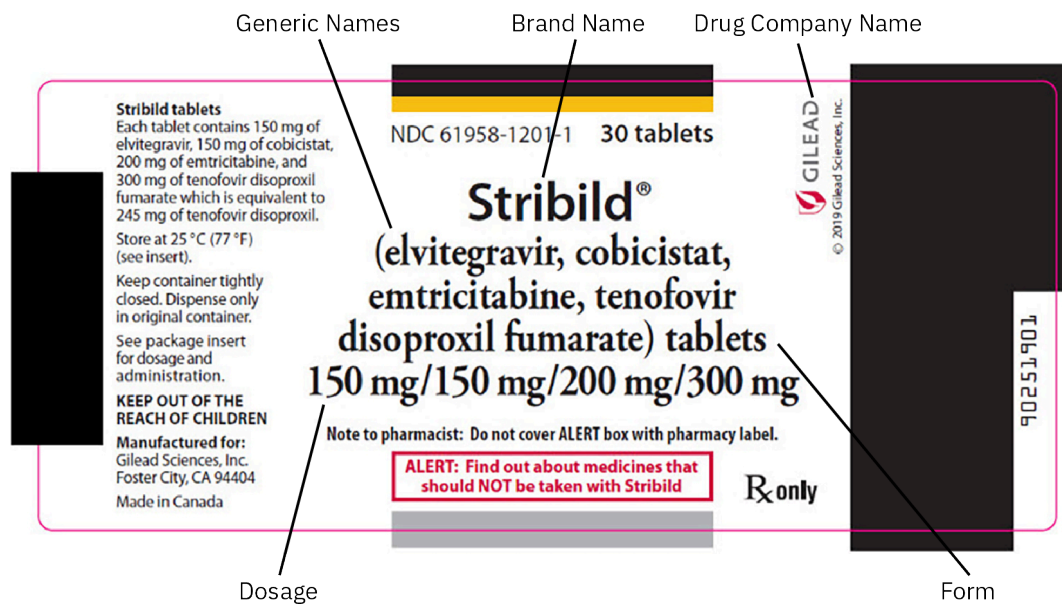 Generic Names
Brand Name
Drug Company Name
Stribild tablets
Each tablet contains 150 mg of
elvitegravir, 150 mg of cobicistat,
200 mg of emtricitabine, and
300 mg of tenofovir disoproxil
fumarate which is equivalent to
245 mg of tenofovir disoproxil.
Store at 25 °C (77 °F)
(see insert).
Keep container tightly
closed. Dispense only
in original container.
See package insert
for dosage and
administration.
KEEP OUT OF THE
REACH OF CHILDREN
Manufactured for:
Gilead Sciences, Inc.
Foster City, CA 94404
Made in Canada
NDC 61958-1201-1 30 tablets
Stribild®
(elvitegravir, cobicistat,
emtricitabine, tenofovir
disoproxil fumarate) tablets
150 mg/150 mg/200 mg/300 mg
Note to pharmacist: Do not cover ALERT box with pharmacy label.
ALERT: Find out about medicines that
should NOT be taken with Stribild
Rx only
GILEAD
© 2019 Gilead Sciences, Inc.
90251901
Dosage
Form